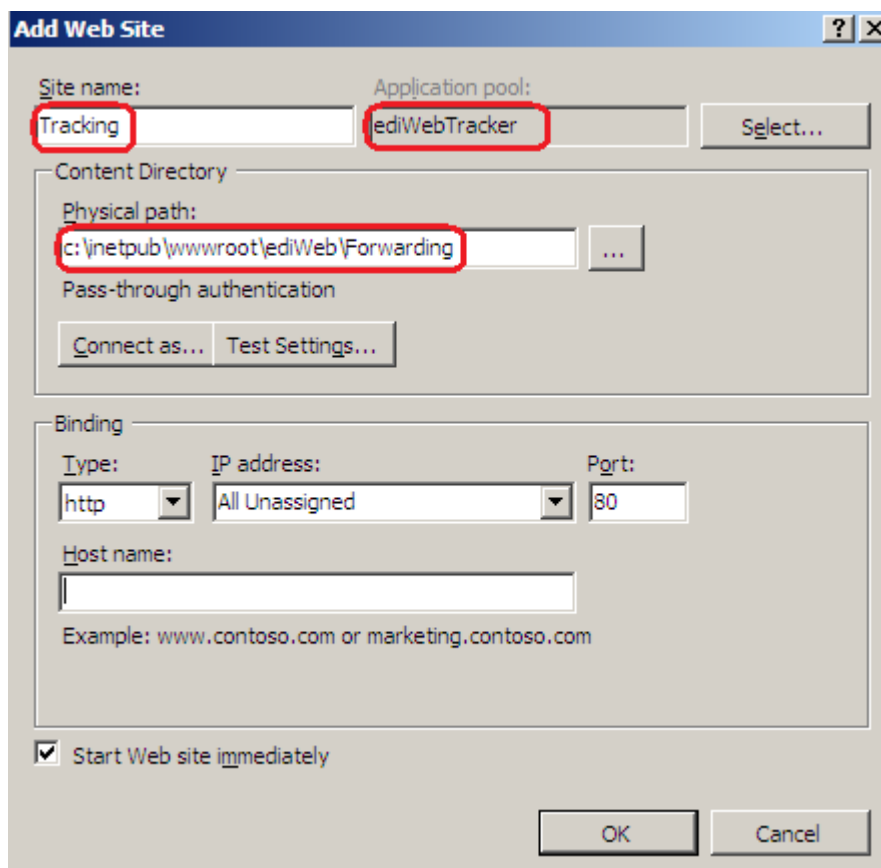 Add Web Site
Site name:
Application pool:
Tracking
ediWebTracker
Select...
Content Directory
Physical path:
c:\inetpub\wwwroot\ediWeb\Forwarding
...
Pass-through authentication
Connect as...
Test Settings...
Binding
Type:
IP address:
Port:
http
All Unassigned
80
Host name:
Example: www.contoso.com or marketing.contoso.com
Start Web site immediately
OK
Cancel